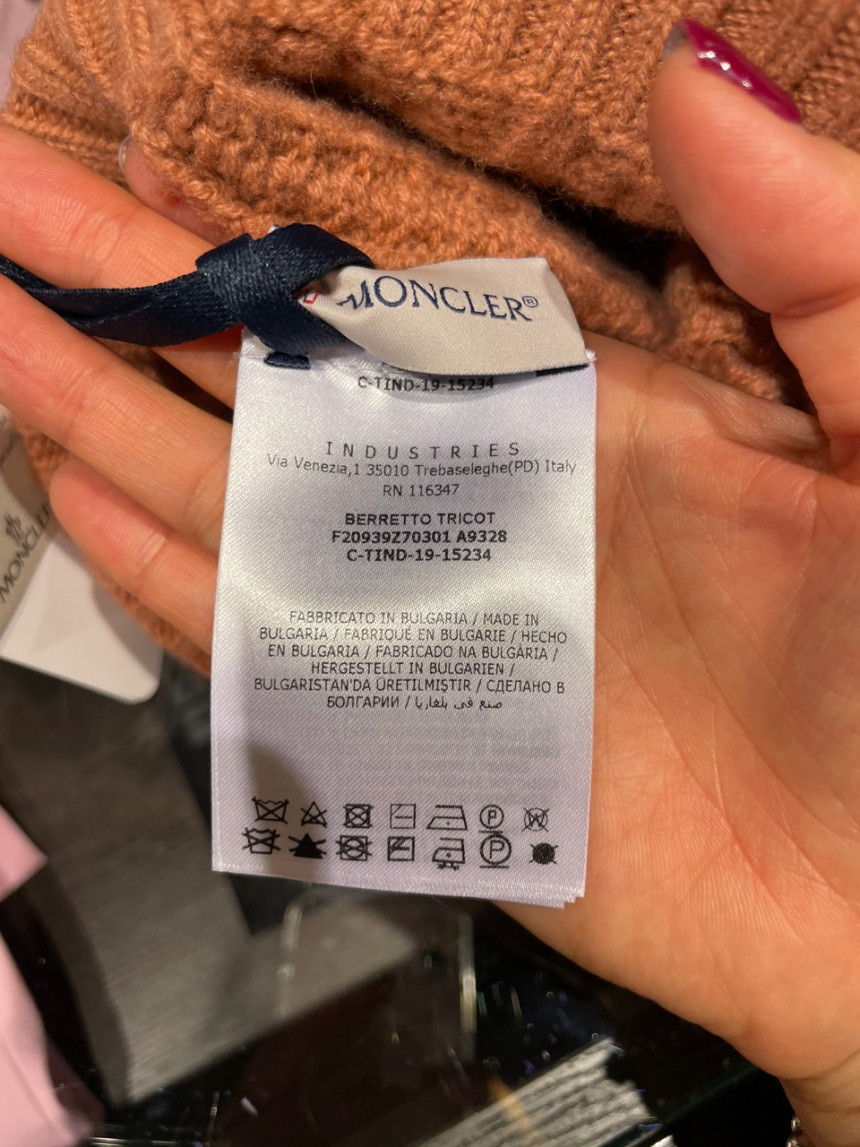 MONCLER®
C-TIND-19-15234
INDUSTRIES
Via Venezia,1 35010 Trebaseleghe(PD) Italy
RN 116347
BERRETTO TRICOT
F20939Z70301 A9328
C-TIND-19-15234
FABBRICATO IN BULGARIA / MADE IN
BULGARIA / FABRIQUÉ EN BULGARIE / HECHO
EN BULGARIA / FABRICADO NA BULGÁRIA /
HERGESTELLT IN BULGARIEN /
BULGARISTAN'DA ÜRETILMIŞTIR / СДЕЛАНО В
БОЛГАРИИ / صنع في بلغاريا
P W
P
MONCLER